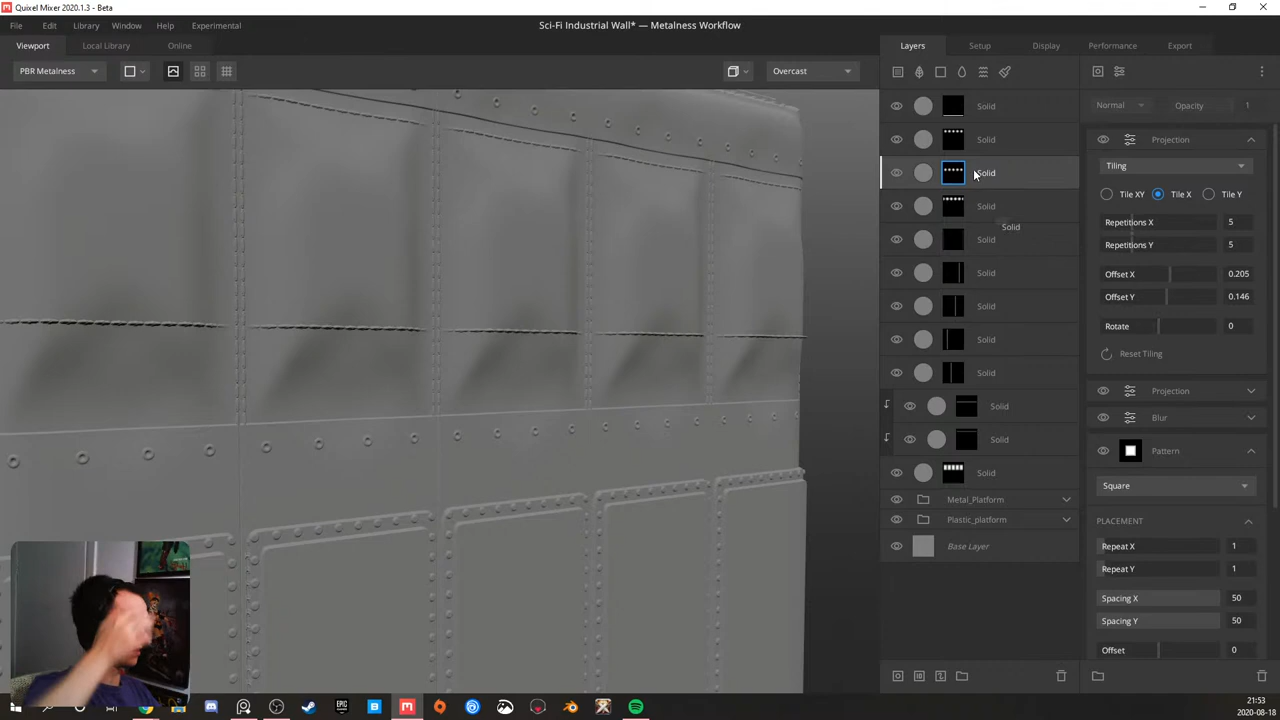 Quixel Mixer 2020.1.3 - Beta
File Edit Library Window Help Experimental
Sci-Fi Industrial Wall* — Metalness Workflow
Viewport Local Library Online
Layers Setup Display Performance Export
PBR Metalness
Overcast
Solid
Solid
Solid
Solid
Solid
Solid
Solid
Solid
Solid
Solid
Solid
Solid
Solid
Metal_Platform
Plastic_platform
Base Layer
Normal Opacity 1
Projection
Tiling
Tile XY Tile X Tile Y
Repetitions X 5
Repetitions Y 5
Offset X 0.205
Offset Y 0.146
Rotate 0
Reset Tiling
Projection
Blur
Pattern
Square
PLACEMENT
Repeat X 1
Repeat Y 1
Spacing X 50
Spacing Y 50
Offset 0
EPIC
21:53
2020-08-18